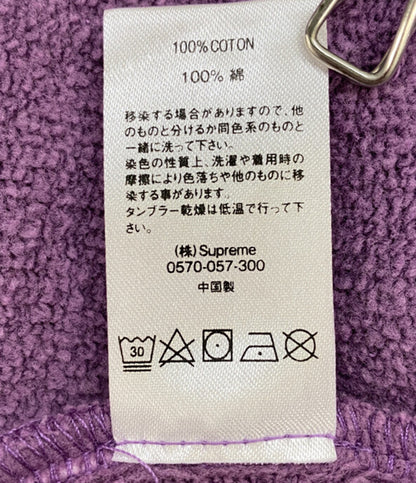 100% COTON
100% 綿
移染する場合がありますので、他
のものと分けるか同色系のものと
一緒に洗って下さい。
染色の性質上、洗濯や着用時の
摩擦により色落ちや他のものに移
染する事があります。
タンブラー乾燥は低温で行って下
さい。
(株) Supreme
0570-057-300
中国製
30